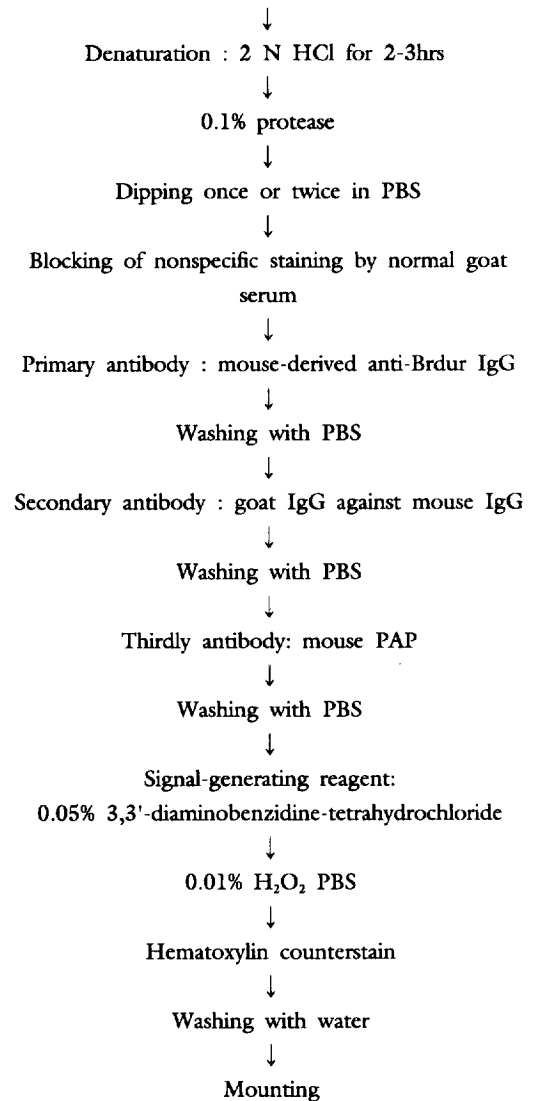 ↓
Denaturation : 2 N HCl for 2-3hrs
↓
0.1% protease
↓
Dipping once or twice in PBS
↓
Blocking of nonspecific staining by normal goat
serum
↓
Primary antibody : mouse-derived anti-Brdur IgG
↓
Washing with PBS
↓
Secondary antibody : goat IgG against mouse IgG
↓
Washing with PBS
↓
Thirdly antibody: mouse PAP
↓
Washing with PBS
↓
Signal-generating reagent:
0.05% 3,3'-diaminobenzidine-tetrahydrochloride
↓
0.01% H₂O₂ PBS
↓
Hematoxylin counterstain
↓
Washing with water
↓
Mounting